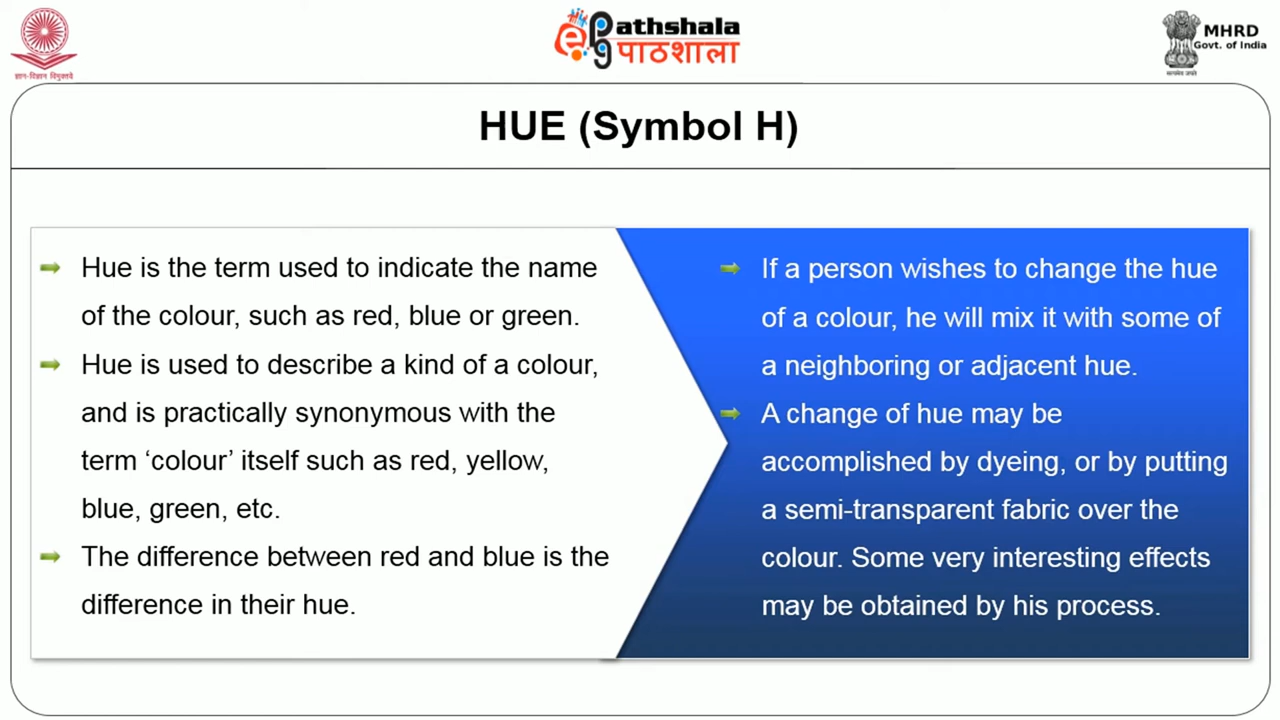 ज्ञान-विज्ञान विमुक्तये
e Pathshala
पाठशाला
MHRD
Govt. of India
सत्यमेव जयते
HUE (Symbol H)
Hue is the term used to indicate the name
of the colour, such as red, blue or green.
Hue is used to describe a kind of a colour,
and is practically synonymous with the
term ‘colour’ itself such as red, yellow,
blue, green, etc.
The difference between red and blue is the
difference in their hue.
If a person wishes to change the hue
of a colour, he will mix it with some of
a neighboring or adjacent hue.
A change of hue may be
accomplished by dyeing, or by putting
a semi-transparent fabric over the
colour. Some very interesting effects
may be obtained by his process.